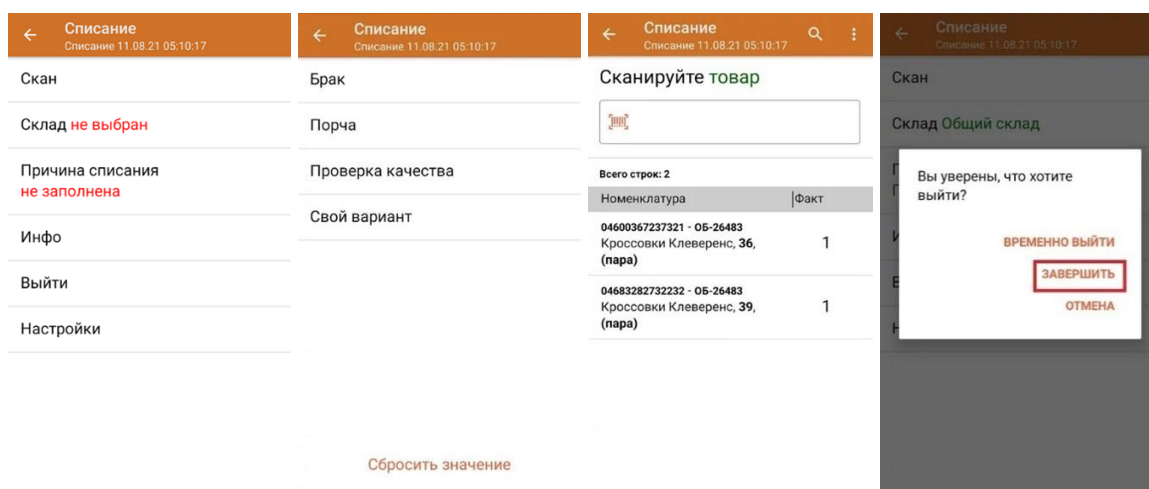 Списание
Списание 11.08.21 05:10:17
Скан
Склад не выбран
Причина списания
не заполнена
Инфо
Выйти
Настройки
Списание
Списание 11.08.21 05:10:17
Брак
Порча
Проверка качества
Свой вариант
Сбросить значение
Списание
Списание 11.08.21 05:10:17
Сканируйте товар
Всего строк: 2
Номенклатура Факт
04600367237321 - ОБ-26483
Кроссовки Клеверенс, 36, 1
(пара)
04683282732232 - ОБ-26483
Кроссовки Клеверенс, 39, 1
(пара)
Списание
Списание 11.08.21 05:10:17
Скан
Склад Общий склад
Вы уверены, что хотите
выйти?
ВРЕМЕННО ВЫЙТИ
ЗАВЕРШИТЬ
ОТМЕНА